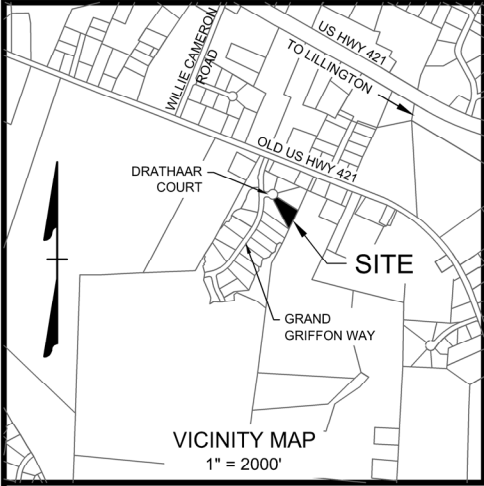 US HWY 421
TO LILLINGTON
WILLIE CAMERON
ROAD
OLD US HWY 421
DRATHAAR
COURT
SITE
GRAND
GRIFFON WAY
VICINITY MAP
1" = 2000'